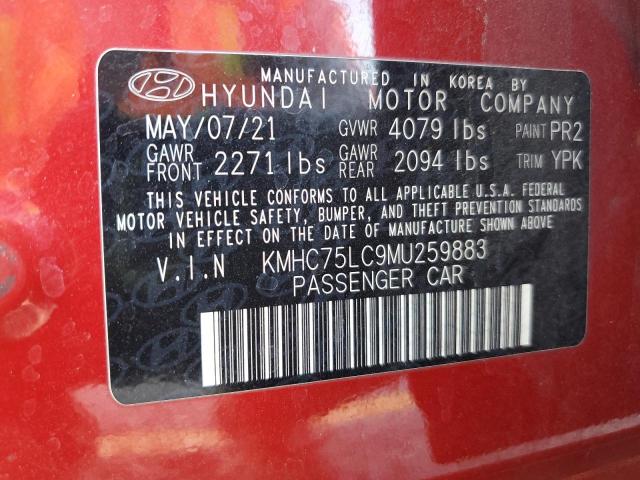 MANUFACTURED IN KOREA BY
HYUNDAI MOTOR COMPANY
MAY/07/21 GVWR 4079 lbs PAINT PR2
GAWR FRONT 2271 lbs GAWR REAR 2094 lbs TRIM YPK
THIS VEHICLE CONFORMS TO ALL APPLICABLE U.S.A. FEDERAL
MOTOR VEHICLE SAFETY, BUMPER, AND THEFT PREVENTION
STANDARDS IN EFFECT ON THE DATE OF MANUFACTURE SHOWN ABOVE.
V.I.N KMHC75LC9MU259883
PASSENGER CAR